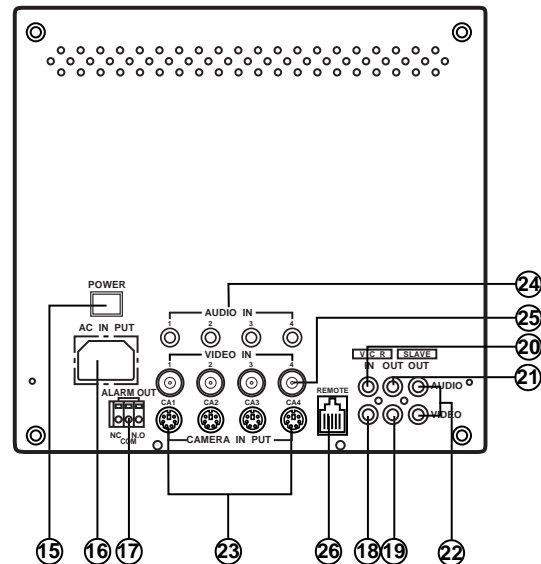 POWER
AC IN PUT
AUDIO IN
1 2 3 4
VIDEO IN
1 2 3 4
ALARM OUT
NC N.O
COM
CA1 CA2 CA3 CA4
CAMERA IN PUT
REMOTE
V C R SLAVE
IN OUT OUT
AUDIO
VIDEO
24
25
20
21
15 16 17 23 26 18 19 22